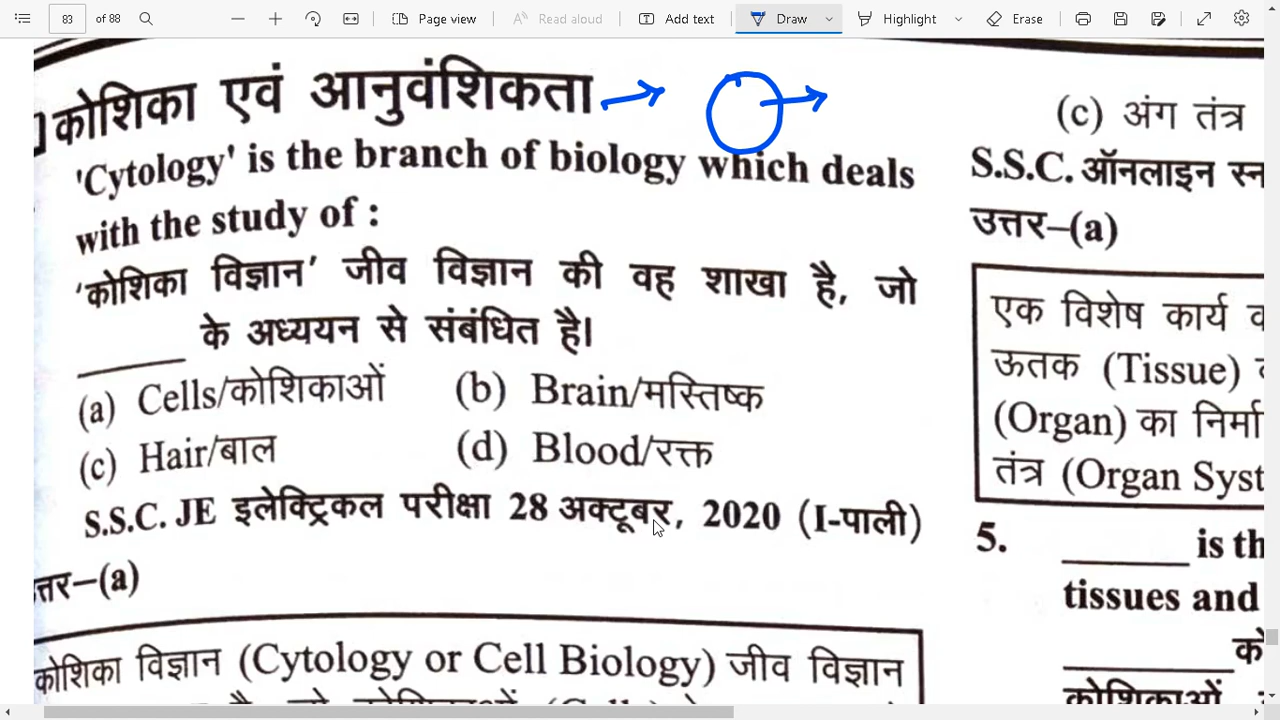 83 of 88
Page view
Read aloud
Add text
Draw
Highlight
Erase
कोशिका एवं आनुवंशिकता
'Cytology' is the branch of biology which deals
with the study of :
'कोशिका विज्ञान' जीव विज्ञान की वह शाखा है, जो
________ के अध्ययन से संबंधित है।
(a) Cells/कोशिकाओं (b) Brain/मस्तिष्क
(c) Hair/बाल (d) Blood/रक्त
S.S.C. JE इलेक्ट्रिकल परीक्षा 28 अक्टूबर, 2020 (I-पाली)
त्तर–(a)
कोशिका विज्ञान (Cytology or Cell Biology) जीव विज्ञान
(c) अंग तंत्र
S.S.C. ऑनलाइन स्न
उत्तर–(a)
एक विशेष कार्य
ऊतक (Tissue)
(Organ) का निर्मा
तंत्र (Organ Syst
5. ________ is th
tissues and
________ को
कोशिकाओं